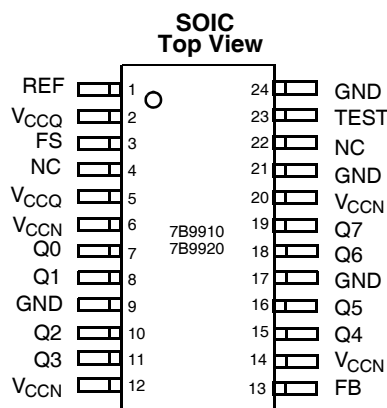 SOIC
Top View
REF 1 24 GND
VCCQ 2 23 TEST
FS 3 22 NC
NC 4 21 GND
VCCQ 5 20 VCCN
VCCN 6 19 Q7
7B9910
Q0 7 18 Q6
7B9920
Q1 8 17 GND
GND 9 16 Q5
Q2 10 15 Q4
Q3 11 14 VCCN
VCCN 12 13 FB